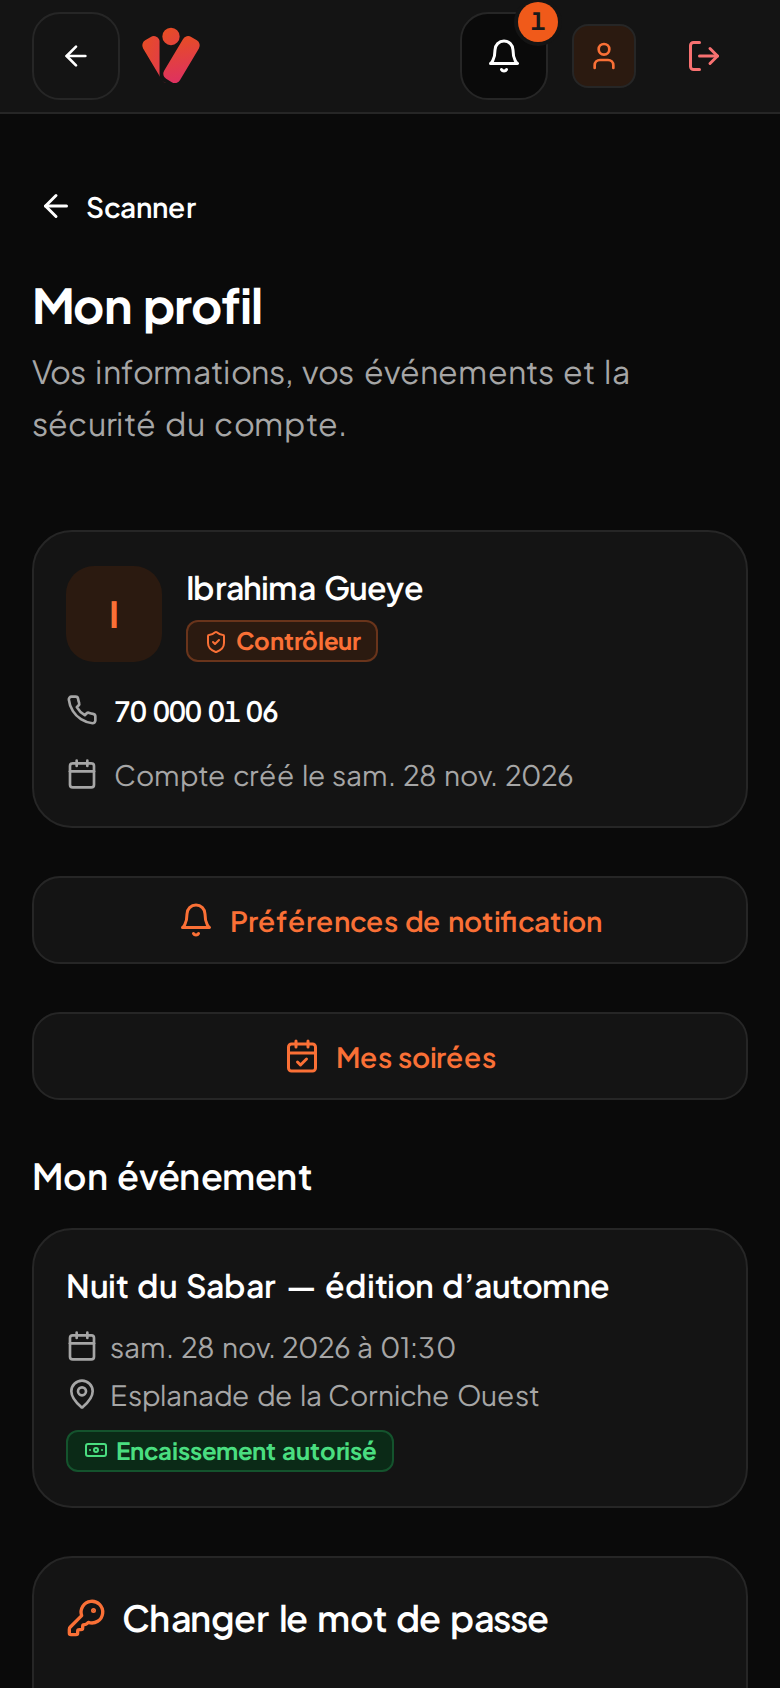 1
Scanner
Mon profil
Vos informations, vos événements et la
sécurité du compte.
I
Ibrahima Gueye
Contrôleur
70 000 01 06
Compte créé le sam. 28 nov. 2026
Préférences de notification
Mes soirées
Mon événement
Nuit du Sabar — édition d’automne
sam. 28 nov. 2026 à 01:30
Esplanade de la Corniche Ouest
Encaissement autorisé
Changer le mot de passe